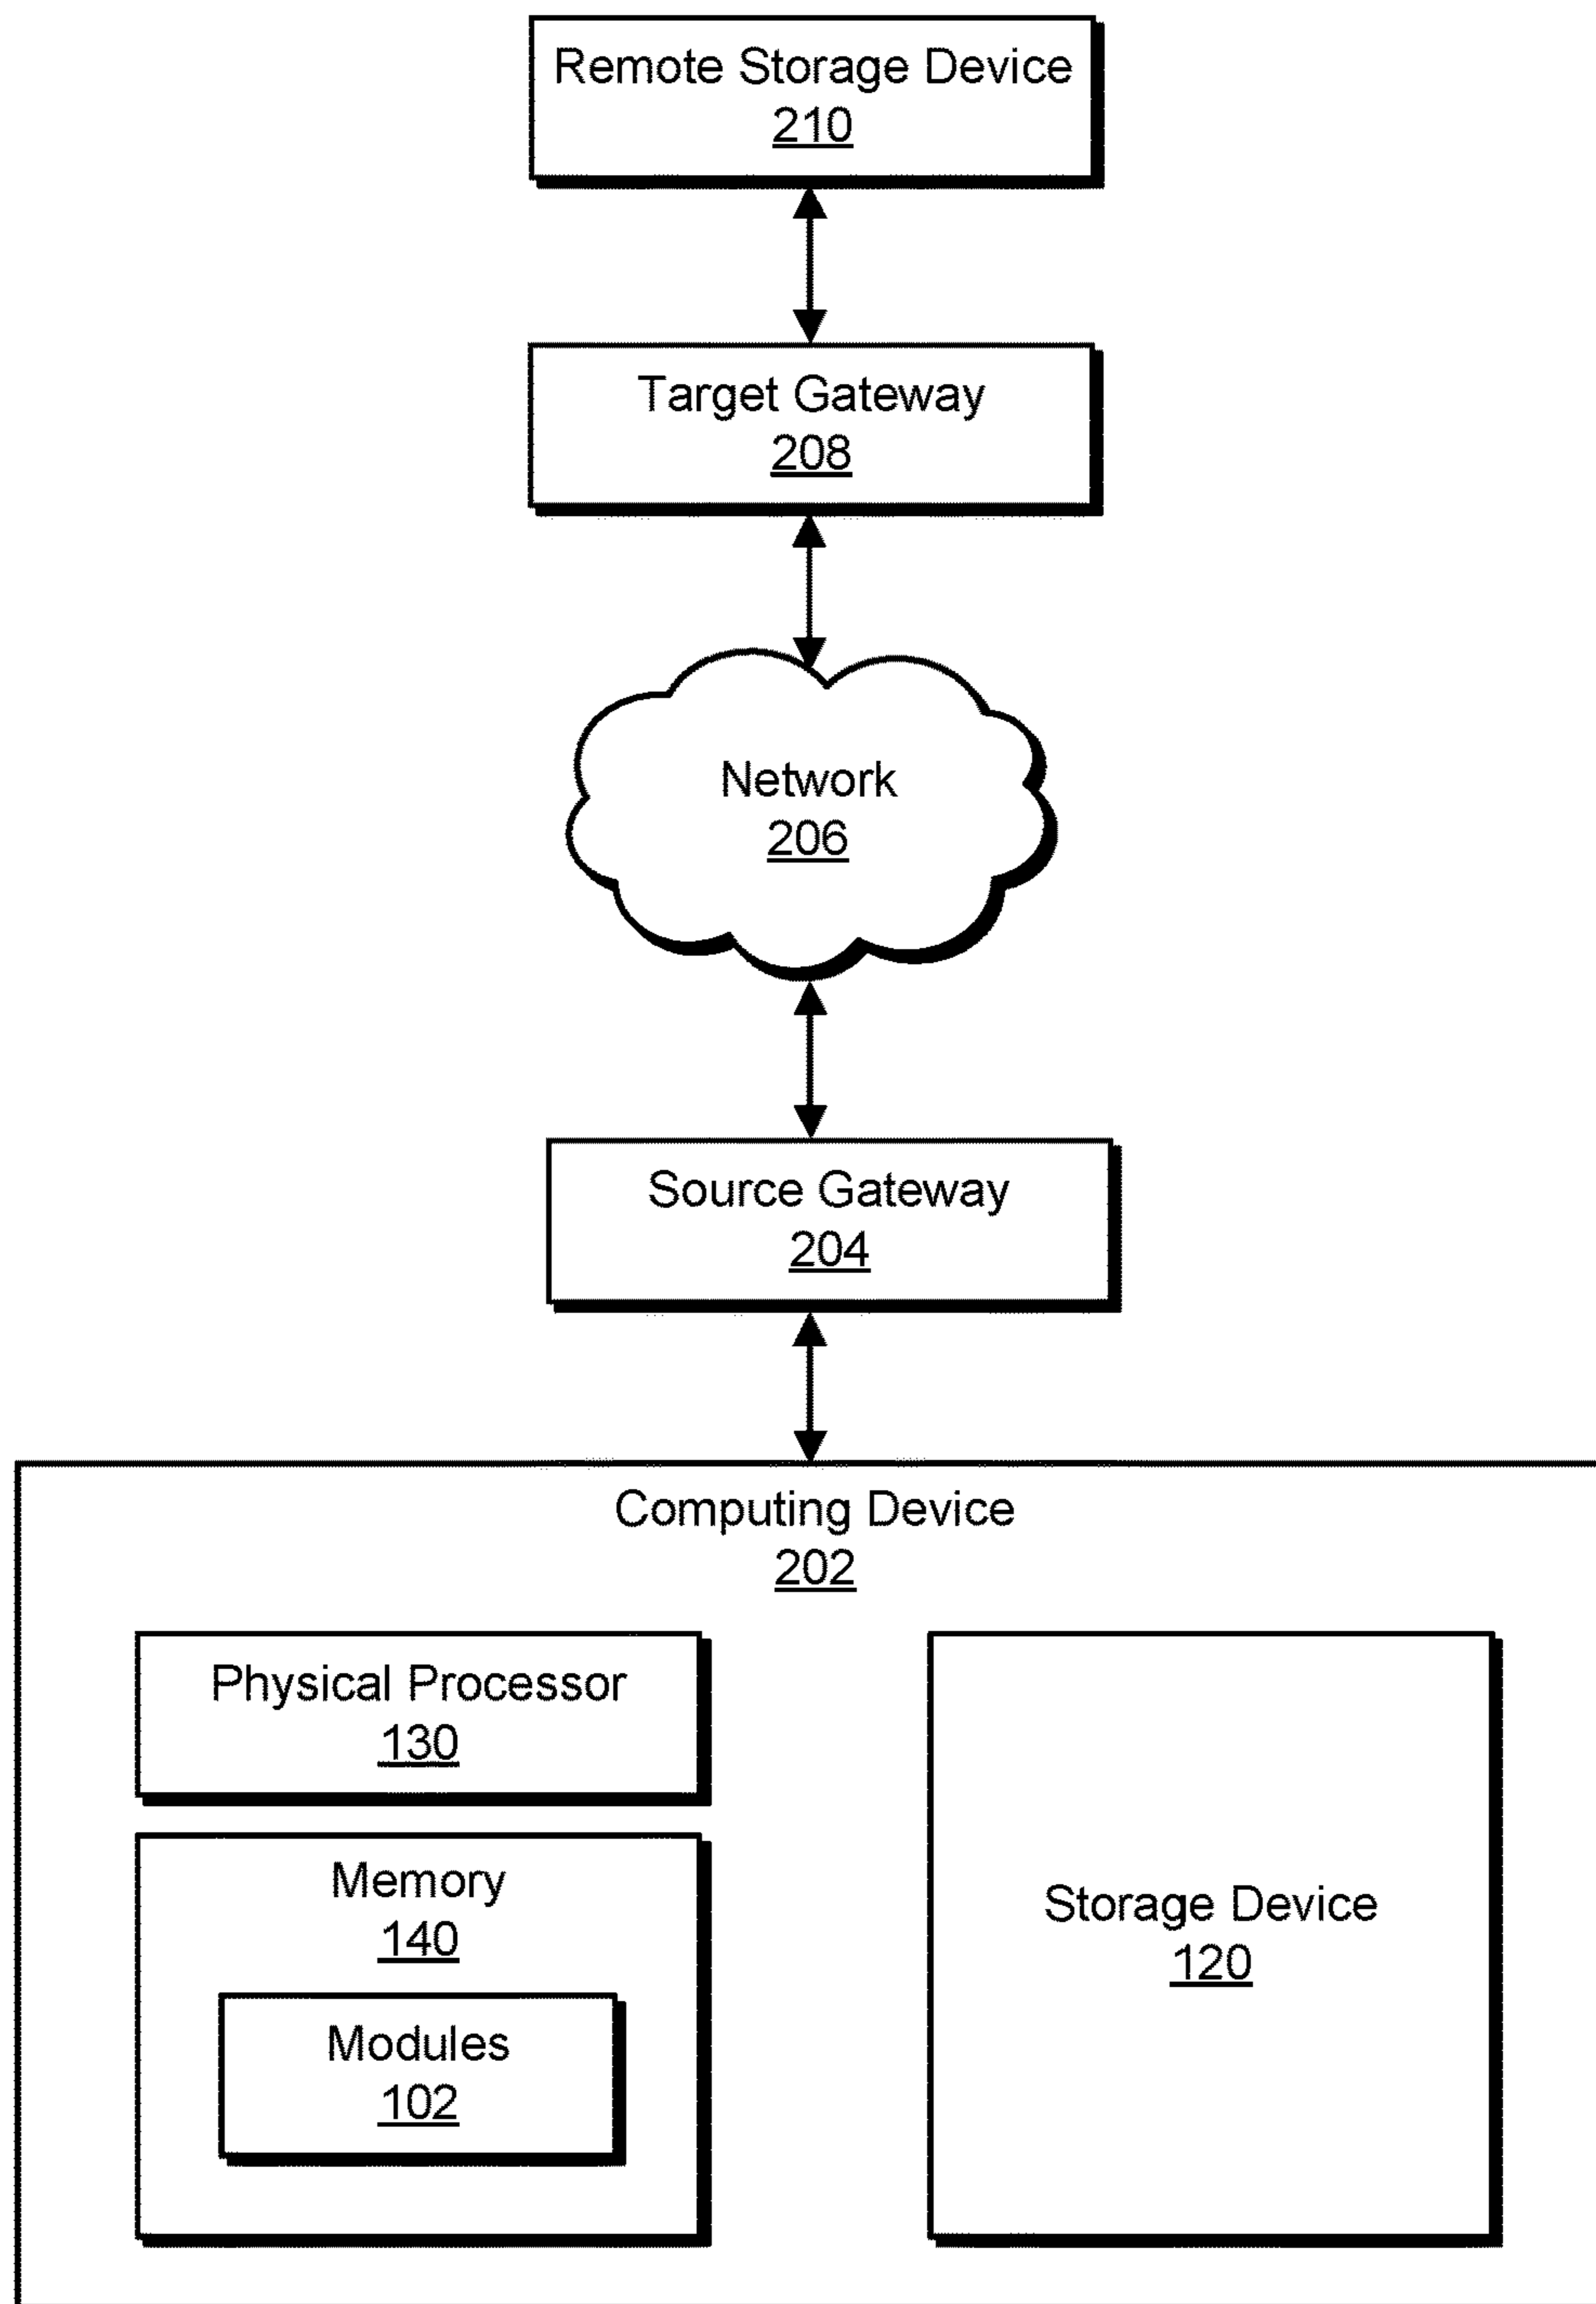 Remote Storage Device
210
Target Gateway
208
Network
206
Source Gateway
204
Computing Device
202
Physical Processor
130
Memory
140
Modules
102
Storage Device
120